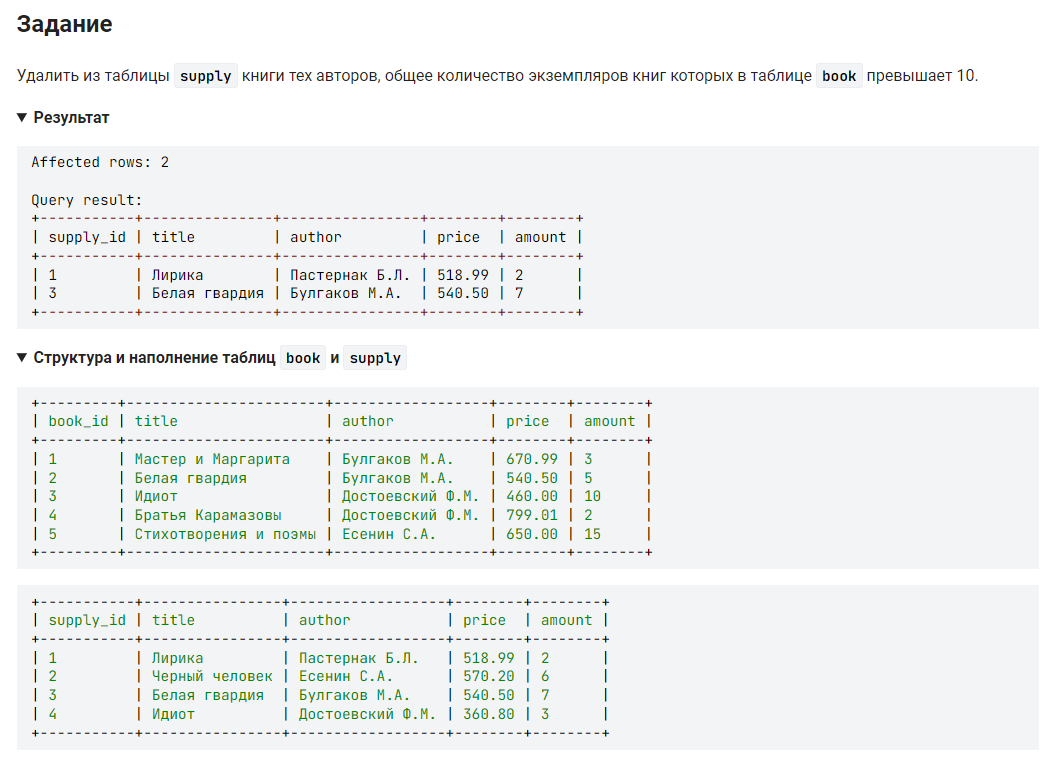 Задание
Удалить из таблицы supply книги тех авторов, общее количество экземпляров книг которых в таблице book превышает 10.
▼ Результат
Affected rows: 2
Query result:
+-----------+---------------+----------------+--------+--------+
| supply_id | title         | author         | price  | amount |
+-----------+---------------+----------------+--------+--------+
| 1         | Лирика        | Пастернак Б.Л. | 518.99 | 2      |
| 3         | Белая гвардия | Булгаков М.А.  | 540.50 | 7      |
+-----------+---------------+----------------+--------+--------+
▼ Структура и наполнение таблиц book и supply
+---------+-----------------------+------------------+--------+--------+
| book_id | title                 | author           | price  | amount |
+---------+-----------------------+------------------+--------+--------+
| 1       | Мастер и Маргарита    | Булгаков М.А.    | 670.99 | 3      |
| 2       | Белая гвардия         | Булгаков М.А.    | 540.50 | 5      |
| 3       | Идиот                 | Достоевский Ф.М. | 460.00 | 10     |
| 4       | Братья Карамазовы     | Достоевский Ф.М. | 799.01 | 2      |
| 5       | Стихотворения и поэмы | Есенин С.А.      | 650.00 | 15     |
+---------+-----------------------+------------------+--------+--------+
+-----------+----------------+------------------+--------+--------+
| supply_id | title          | author           | price  | amount |
+-----------+----------------+------------------+--------+--------+
| 1         | Лирика         | Пастернак Б.Л.   | 518.99 | 2      |
| 2         | Черный человек | Есенин С.А.      | 570.20 | 6      |
| 3         | Белая гвардия  | Булгаков М.А.    | 540.50 | 7      |
| 4         | Идиот          | Достоевский Ф.М. | 360.80 | 3      |
+-----------+----------------+------------------+--------+--------+